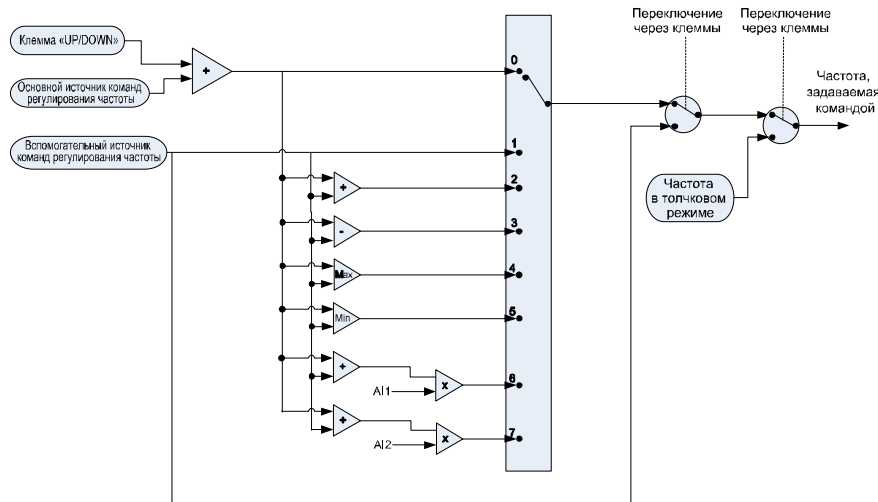 Переключение
через клеммы
Переключение
через клеммы
Клемма «UP/DOWN»
+
Основной источник команд
регулирования частоты
0
Частота,
задаваемая
командой
Вспомогательный источник
команд регулирования частоты
1
+
2
Частота
в толчковом
режиме
-
3
Max
4
Min
5
+
AI1
x
6
+
AI2
x
7